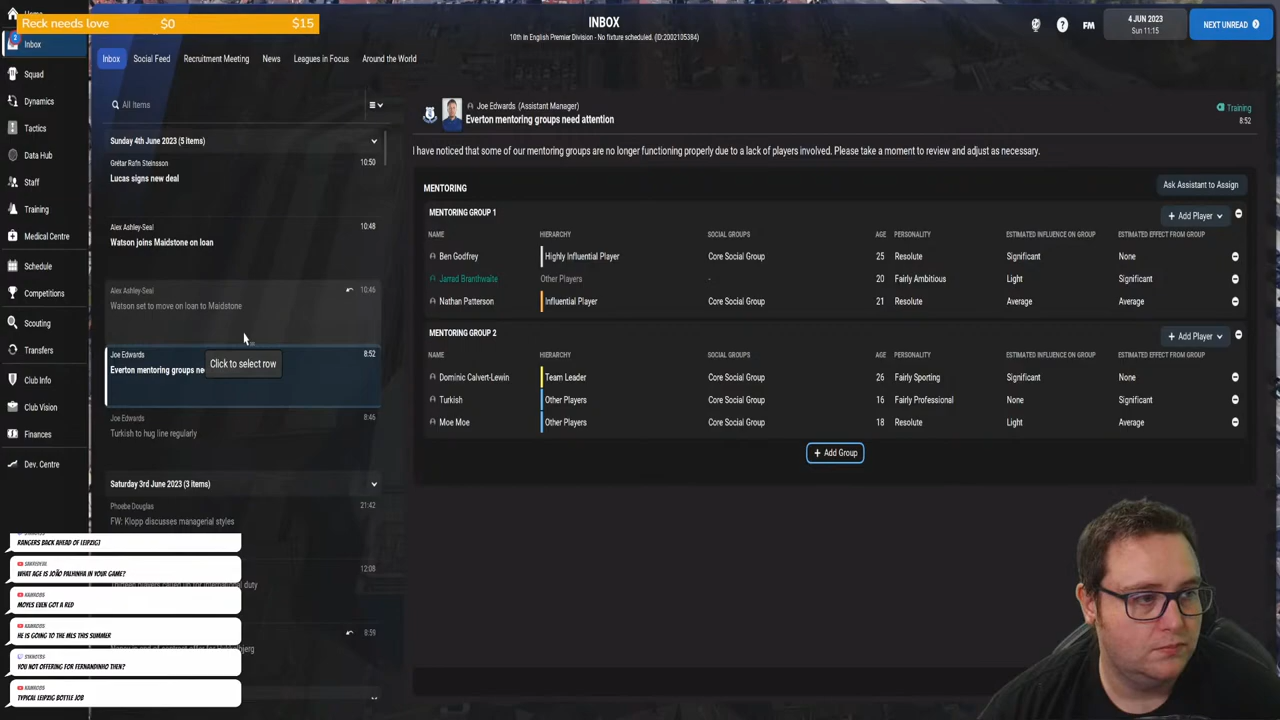 Reck needs love $0 $15
Home
2
Inbox
Squad
Dynamics
Tactics
Data Hub
Staff
Training
Medical Centre
Schedule
Competitions
Scouting
Transfers
Club Info
Club Vision
Finances
Dev. Centre
INBOX
10th in English Premier Division - No fixture scheduled. (ID:2002105384)
FM
4 JUN 2023
Sun 11:15
NEXT UNREAD
Inbox Social Feed Recruitment Meeting News Leagues in Focus Around the World
All Items
Sunday 4th June 2023 (5 items)
Grétar Rafn Steinsson 10:50
Lucas signs new deal
Alex Ashley-Seal 10:48
Watson joins Maidstone on loan
Alex Ashley-Seal 10:46
Watson set to move on loan to Maidstone
Joe Edwards 8:52
Everton mentoring groups
Click to select row
Joe Edwards 8:46
Turkish to hug line regularly
Saturday 3rd June 2023 (3 items)
Phoebe Douglas 21:42
FW: Klopp discusses managerial styles
12:08
duty
8:39
Joe Edwards (Assistant Manager)
Everton mentoring groups need attention
Training
8:52
I have noticed that some of our mentoring groups are no longer functioning properly due to a lack of players involved. Please take a moment to review and adjust as necessary.
MENTORING
Ask Assistant to Assign
MENTORING GROUP 1
+ Add Player
NAME HIERARCHY SOCIAL GROUPS AGE PERSONALITY ESTIMATED INFLUENCE ON GROUP ESTIMATED EFFECT FROM GROUP
Ben Godfrey Highly Influential Player Core Social Group 25 Resolute Significant None
Jarrad Branthwaite Other Players - 20 Fairly Ambitious Light Significant
Nathan Patterson Influential Player Core Social Group 21 Resolute Average Average
MENTORING GROUP 2
+ Add Player
NAME HIERARCHY SOCIAL GROUPS AGE PERSONALITY ESTIMATED INFLUENCE ON GROUP ESTIMATED EFFECT FROM GROUP
Dominic Calvert-Lewin Team Leader Core Social Group 26 Fairly Sporting Significant None
Turkish Other Players Core Social Group 16 Fairly Professional None Significant
Moe Moe Other Players Core Social Group 18 Resolute Light Average
+ Add Group
RANGERS BACK AHEAD OF LEIPZIG]
WHAT AGE IS JOÃO PALHINHA IN YOUR GAME?
MOYES EVEN GOT A RED
HE IS GOING TO THE MLS THIS SUMMER
YOU NOT OFFERING FOR FERNANDINHO THEN?
TYPICAL LEIPZIG BOTTLE JOB